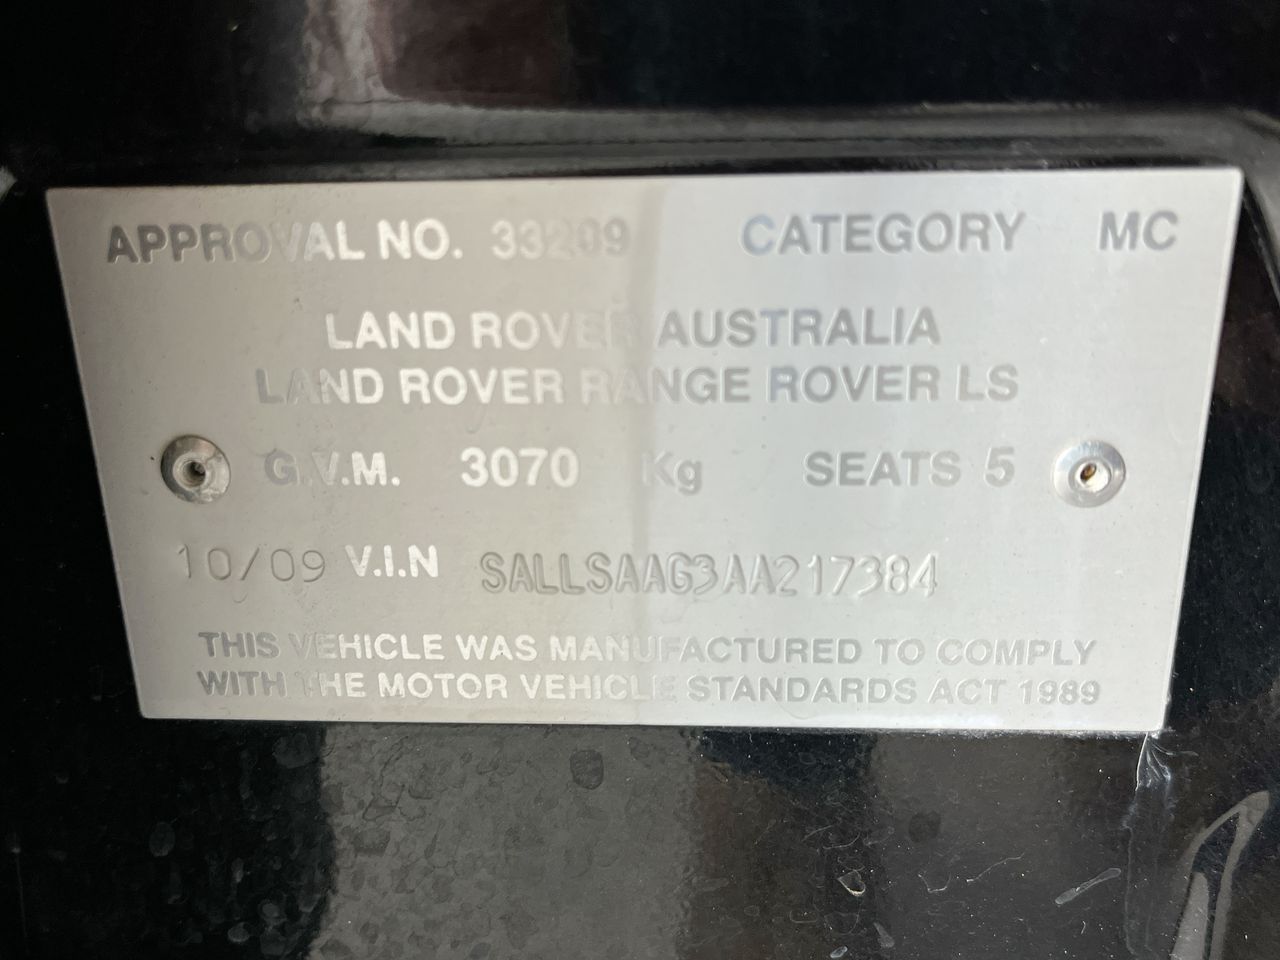 APPROVAL NO. 33209 CATEGORY MC
LAND ROVER AUSTRALIA
LAND ROVER RANGE ROVER LS
G.V.M. 3070 Kg SEATS 5
10/09 V.I.N SALLSAAG3AA217384
THIS VEHICLE WAS MANUFACTURED TO COMPLY
WITH THE MOTOR VEHICLE STANDARDS ACT 1989